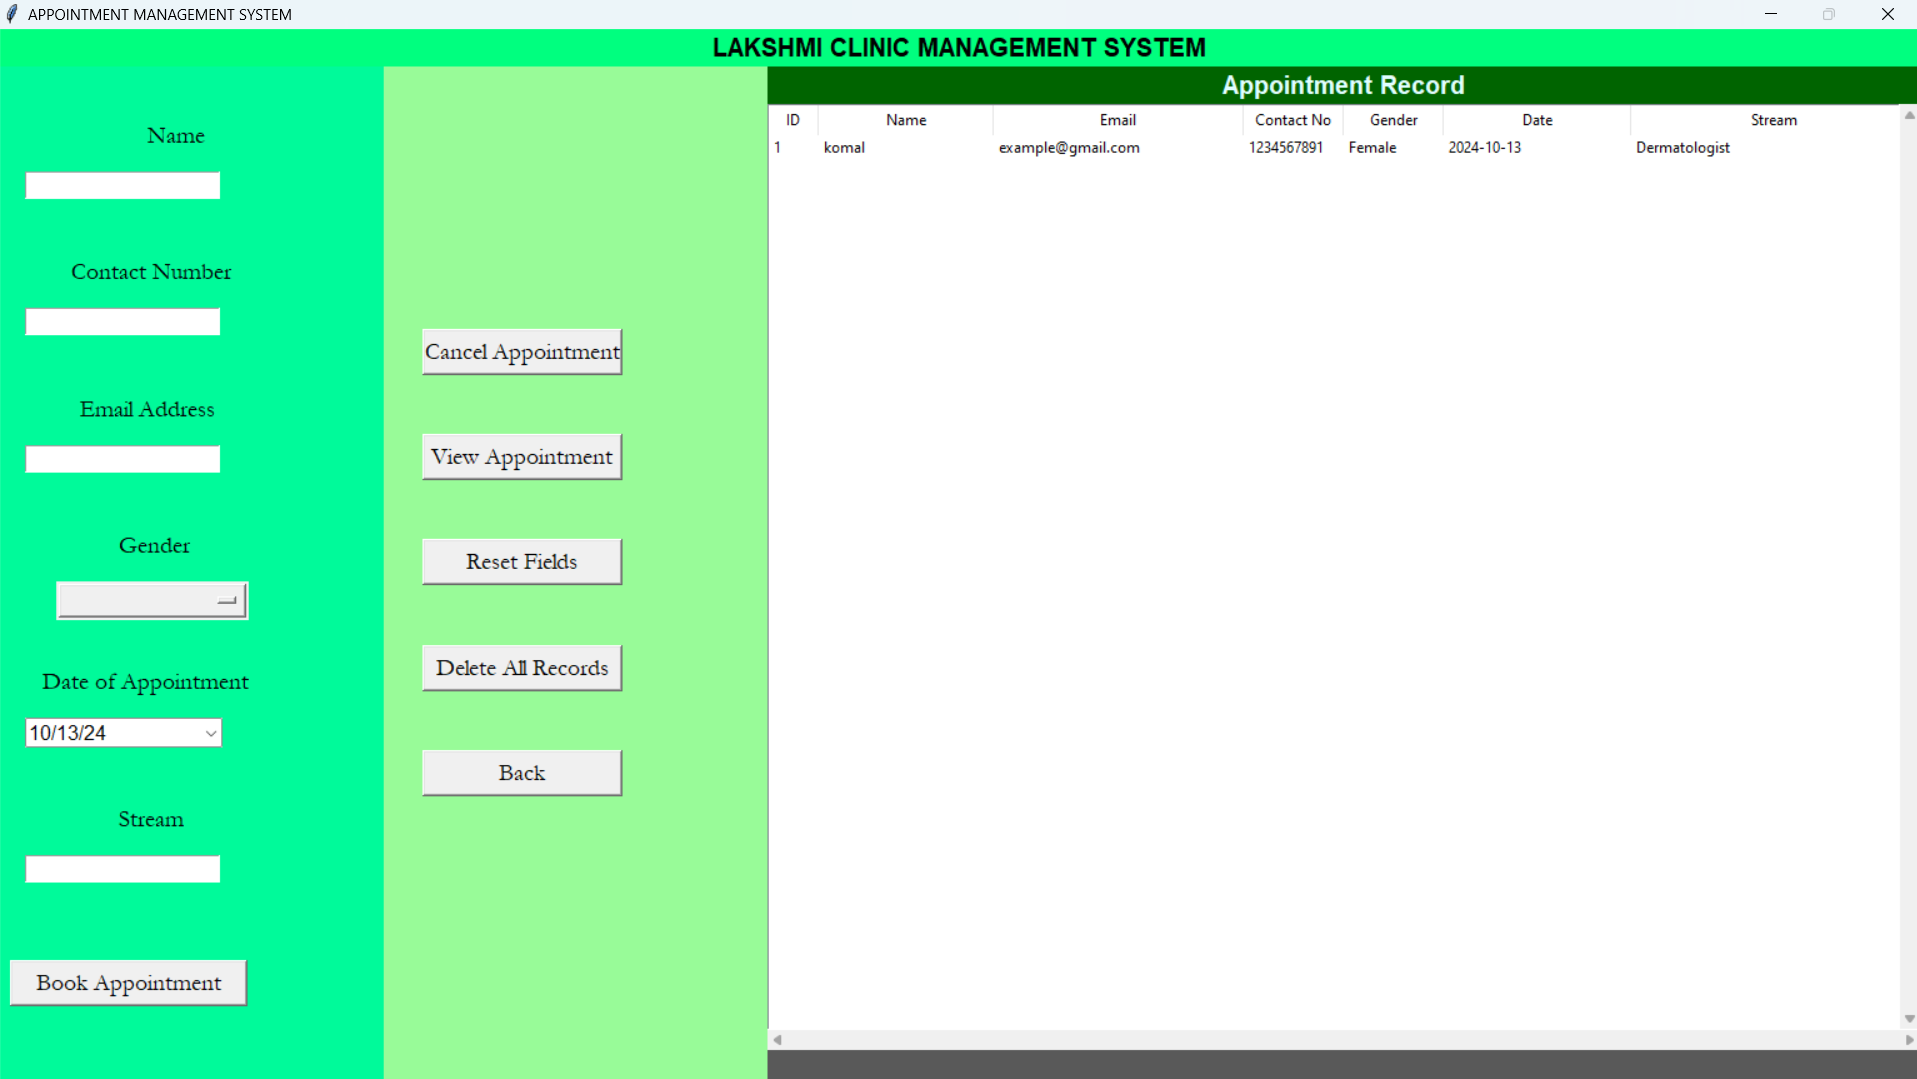 APPOINTMENT MANAGEMENT SYSTEM
LAKSHMI CLINIC MANAGEMENT SYSTEM
Name
Contact Number
Email Address
Gender
Date of Appointment
10/13/24
Stream
Book Appointment
Cancel Appointment
View Appointment
Reset Fields
Delete All Records
Back
Appointment Record
ID Name Email Contact No Gender Date Stream
1 komal example@gmail.com 1234567891 Female 2024-10-13 Dermatologist